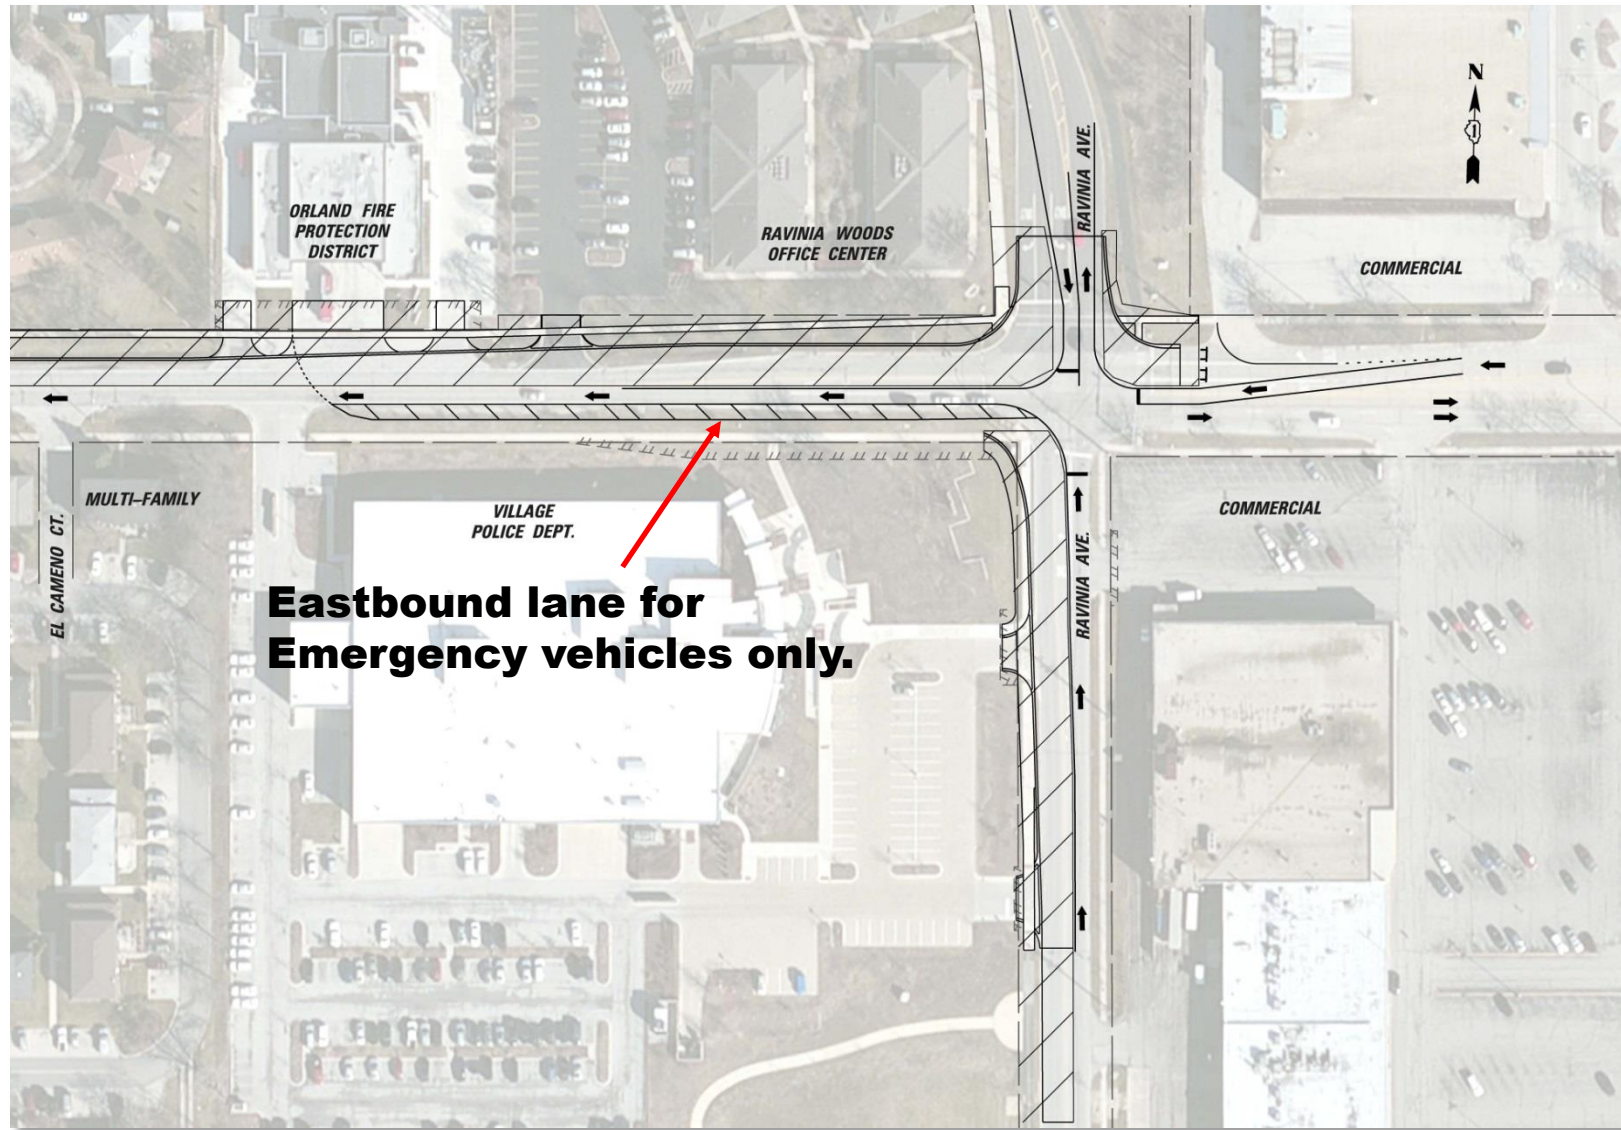 N
1
RAVINIA AVE.
ORLAND FIRE
PROTECTION
DISTRICT
RAVINIA WOODS
OFFICE CENTER
COMMERCIAL
MULTI-FAMILY
EL CAMENO CT.
VILLAGE
POLICE DEPT.
COMMERCIAL
RAVINIA AVE.
Eastbound lane for
Emergency vehicles only.